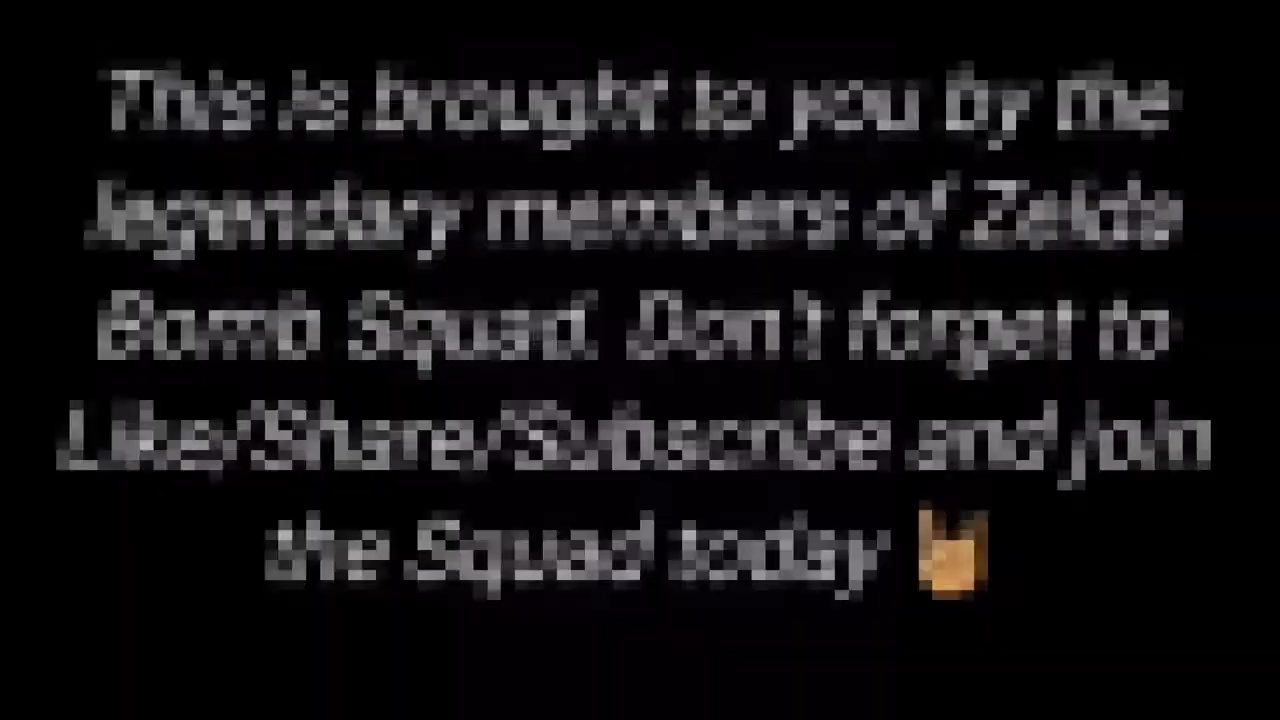 This is brought to you by the
legendary members of Zelda
Bomb Squad. Don't forget to
Like/Share/Subscribe and join
the Squad today 🤘